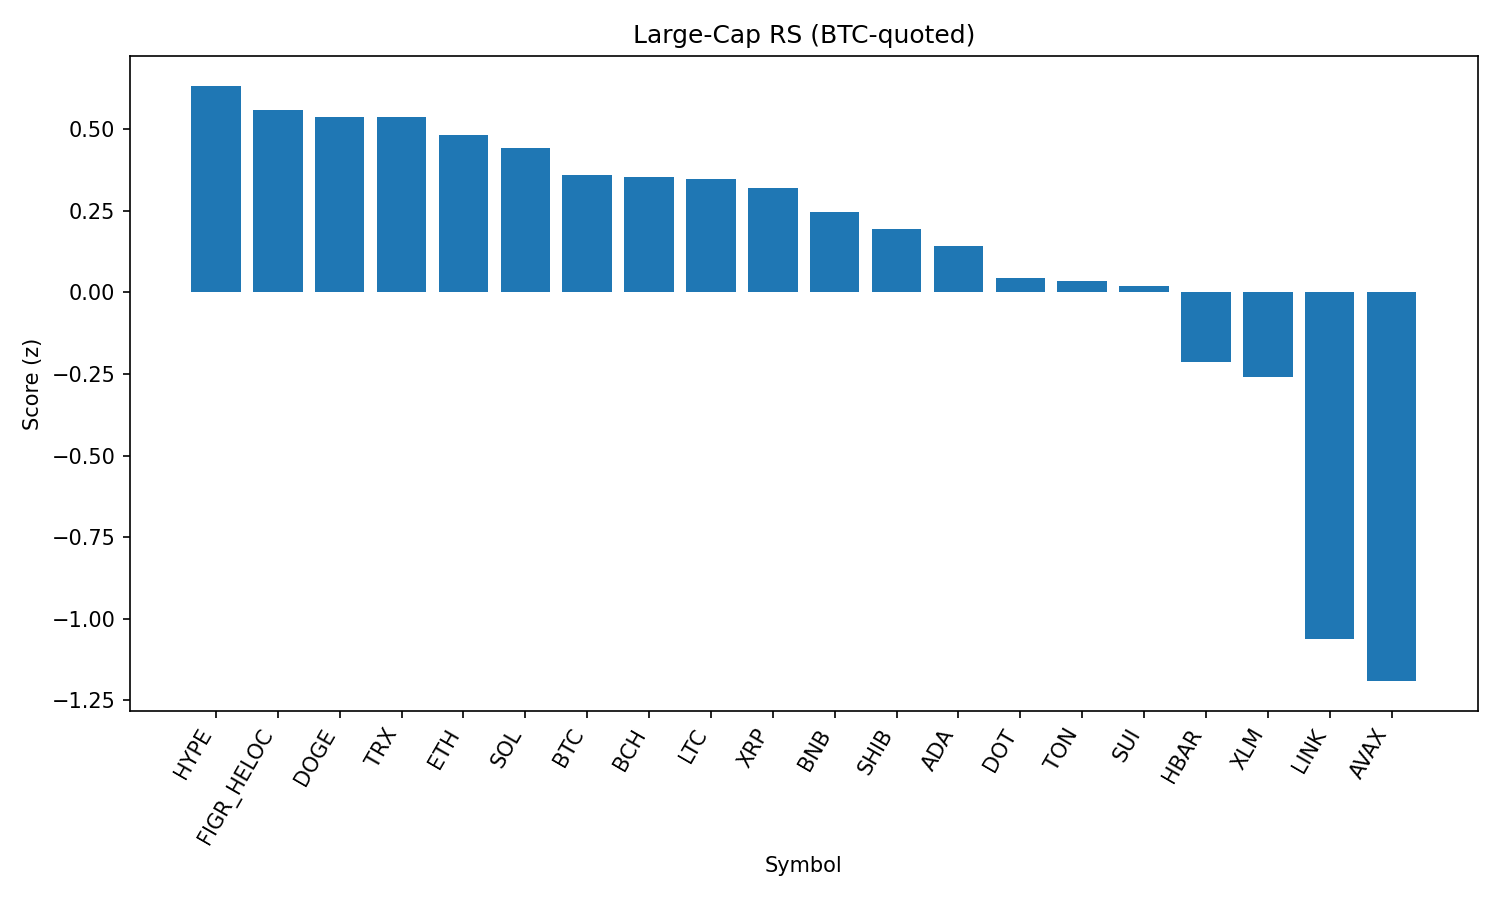 Large-Cap RS (BTC-quoted)
Score (z)
0.50
0.25
0.00
−0.25
−0.50
−0.75
−1.00
−1.25
HYPE
FIGR_HELOC
DOGE
TRX
ETH
SOL
BTC
BCH
LTC
XRP
BNB
SHIB
ADA
DOT
TON
SUI
HBAR
XLM
LINK
AVAX
Symbol